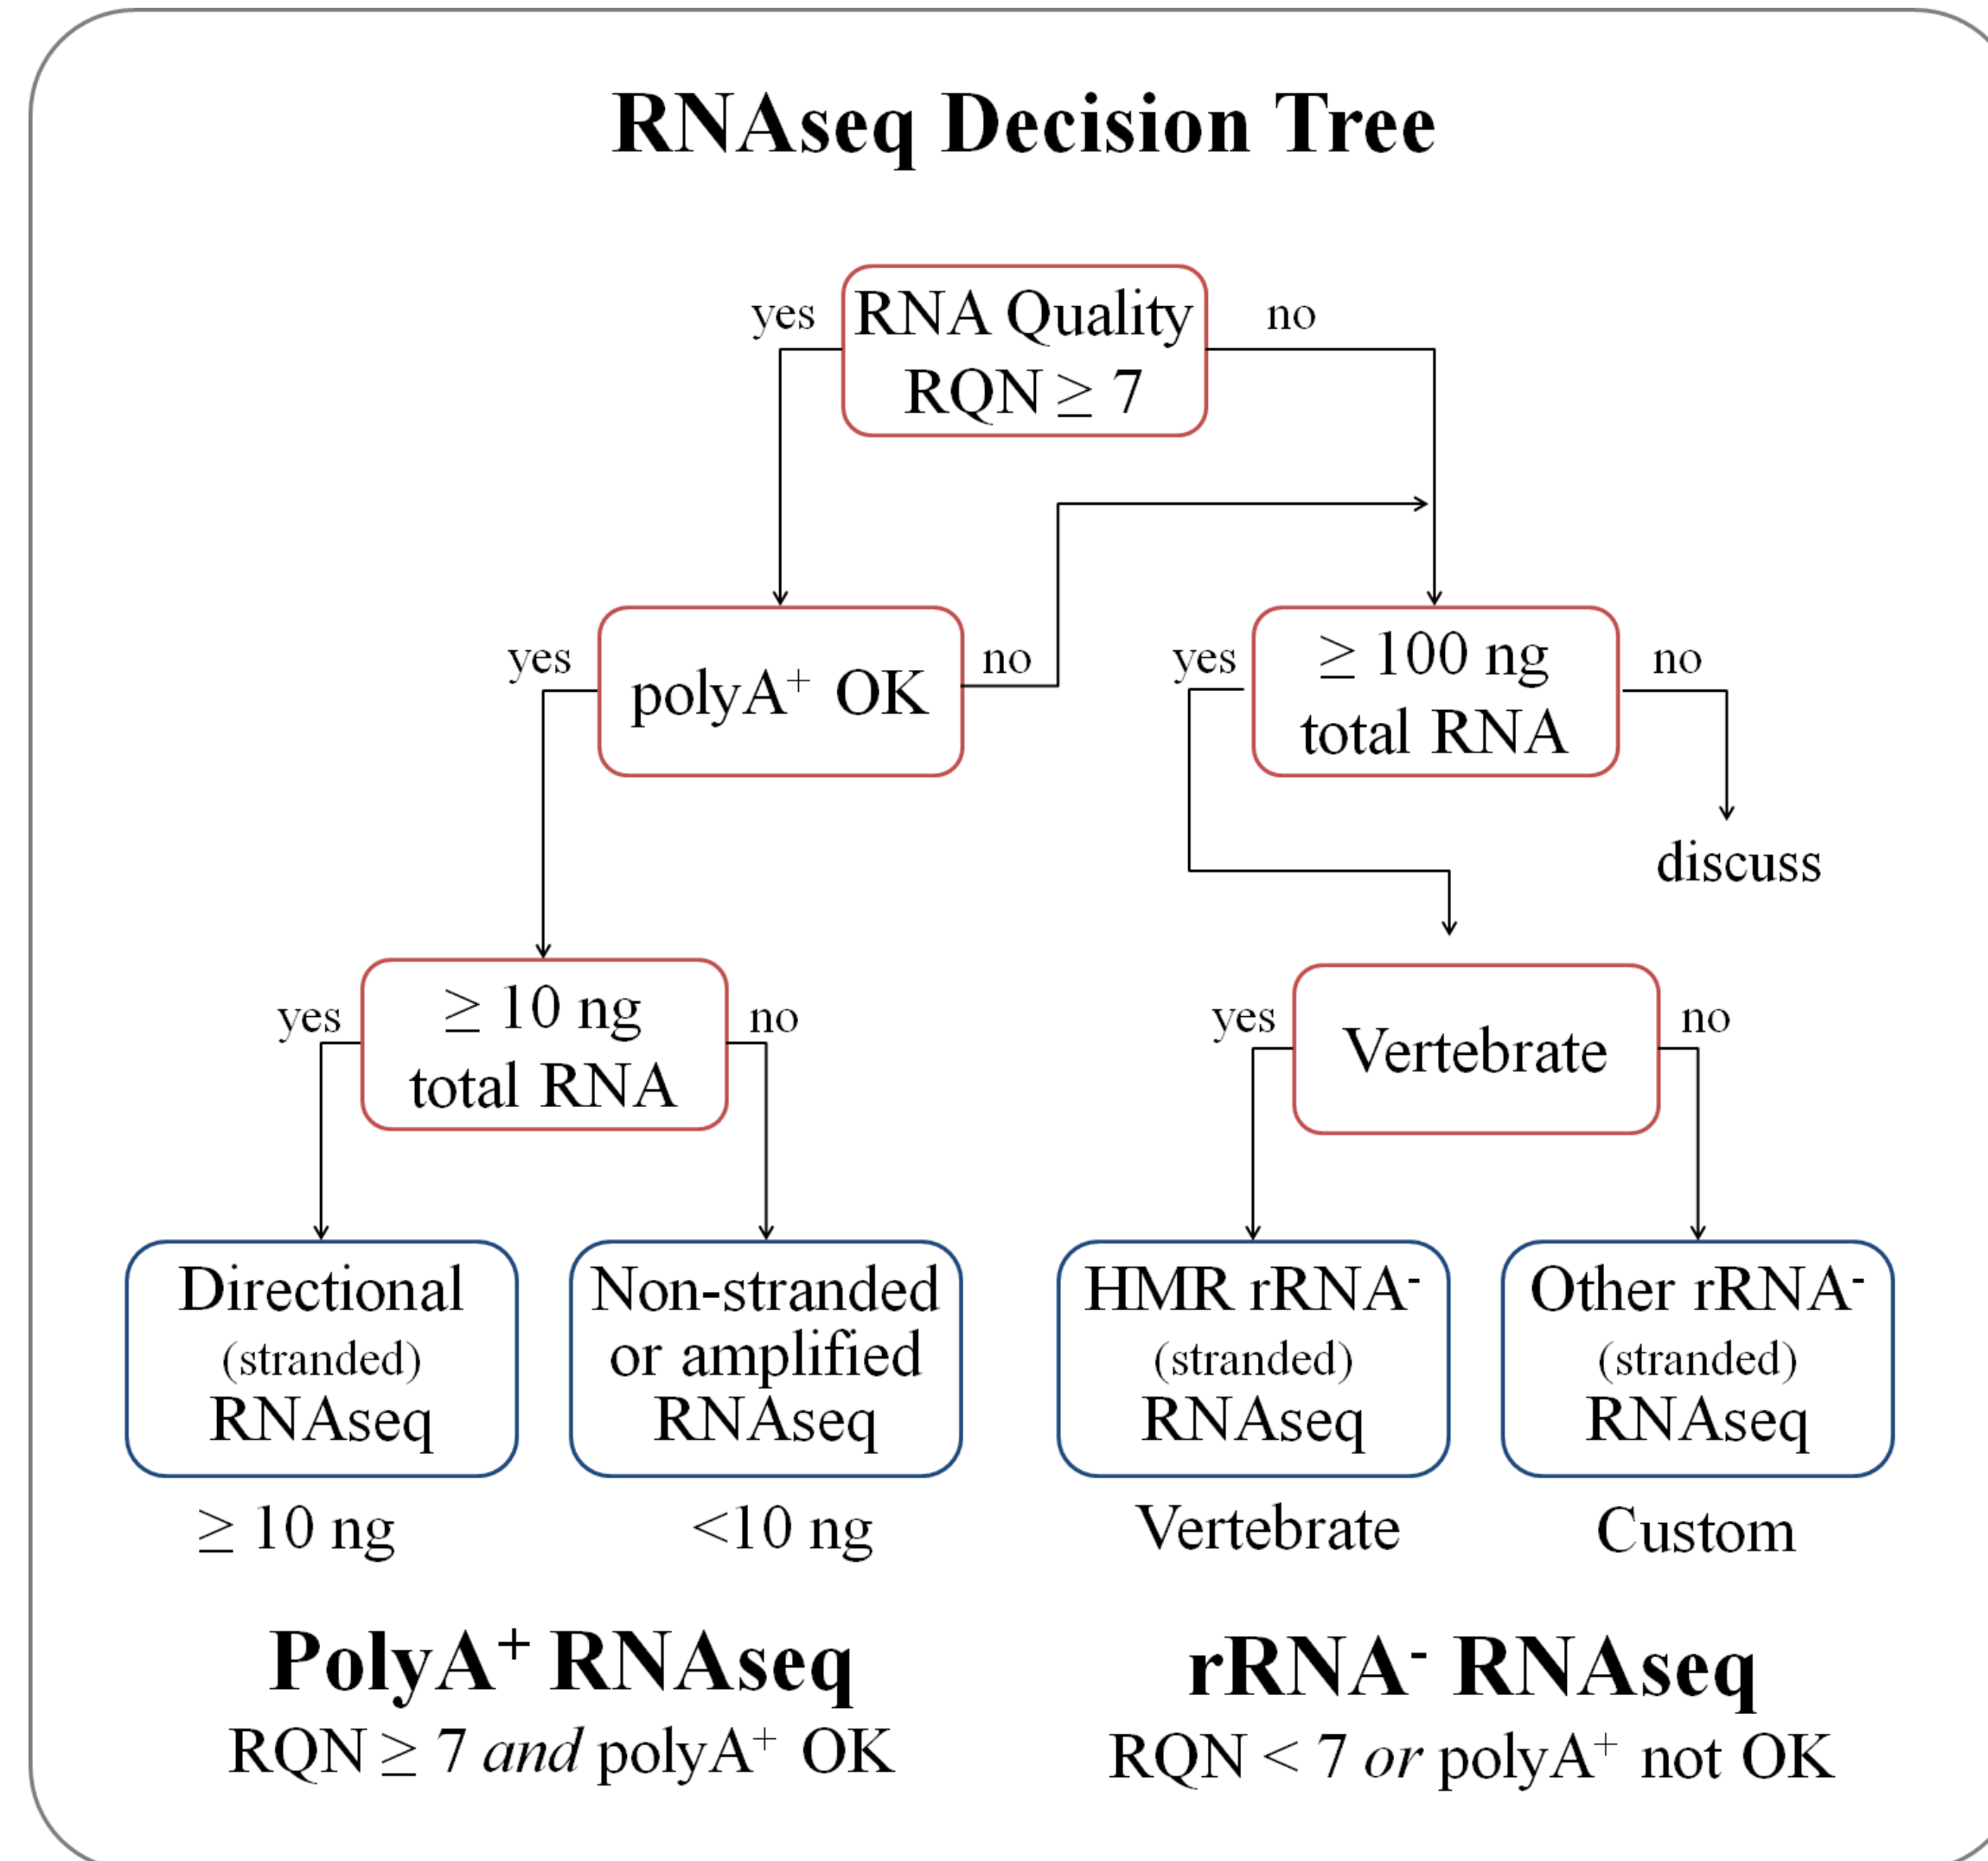 RNAseq Decision Tree
yes
RNA Quality
RQN ≥ 7
no
yes
polyA⁺ OK
no
yes
≥ 100 ng
total RNA
no
discuss
yes
≥ 10 ng
total RNA
no
yes
Vertebrate
no
Directional
(stranded)
RNAseq
≥ 10 ng
Non-stranded
or amplified
RNAseq
<10 ng
HMR rRNA⁻
(stranded)
RNAseq
Vertebrate
Other rRNA⁻
(stranded)
RNAseq
Custom
PolyA⁺ RNAseq
RQN ≥ 7 and polyA⁺ OK
rRNA⁻ RNAseq
RQN < 7 or polyA⁺ not OK